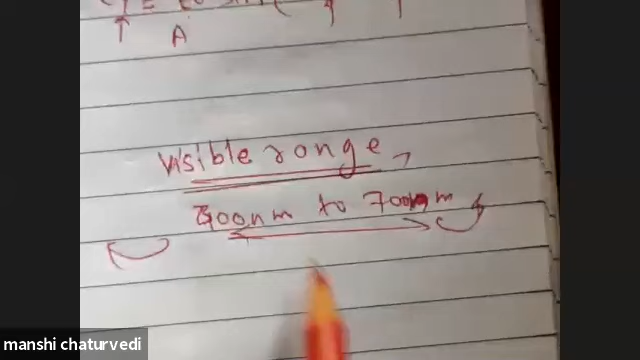 A
Visible range,
400nm to 700nm
manshi chaturvedi